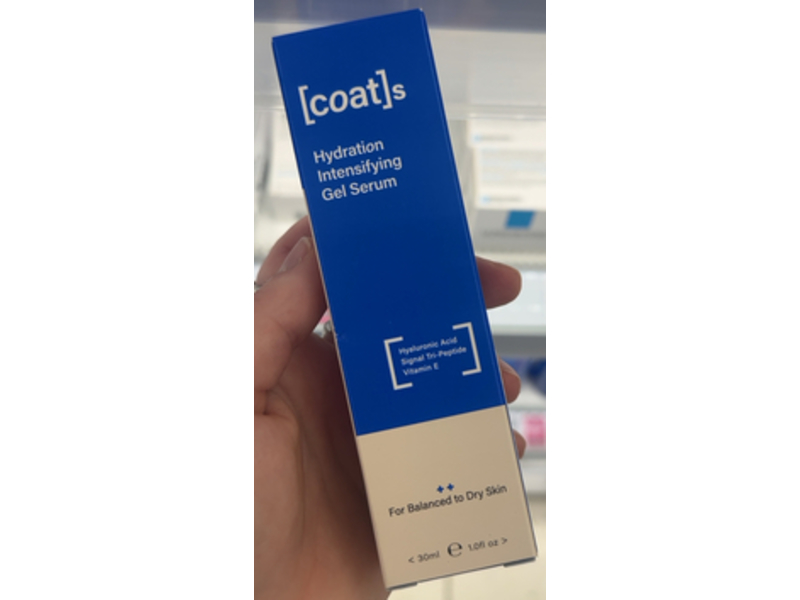 [coat]s
Hydration
Intensifying
Gel Serum
Hyaluronic Acid
Signal Tri-Peptide
Vitamin E
++
For Balanced to Dry Skin
< 30ml ℮ 1.0fl oz >